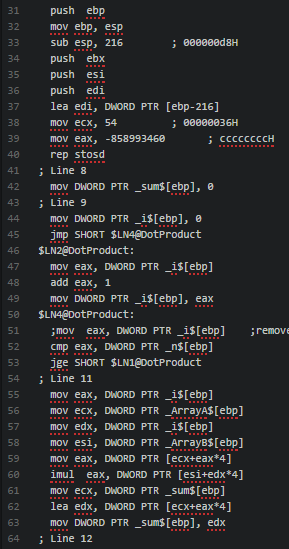 31 push ebp
32 mov ebp, esp
33 sub esp, 216 ; 000000d8H
34 push ebx
35 push esi
36 push edi
37 lea edi, DWORD PTR [ebp-216]
38 mov ecx, 54 ; 00000036H
39 mov eax, -858993460 ; ccccccccH
40 rep stosd
41 ; Line 8
42 mov DWORD PTR _sum$[ebp], 0
43 ; Line 9
44 mov DWORD PTR _i$[ebp], 0
45 jmp SHORT $LN4@DotProduct
46 $LN2@DotProduct:
47 mov eax, DWORD PTR _i$[ebp]
48 add eax, 1
49 mov DWORD PTR _i$[ebp], eax
50 $LN4@DotProduct:
51 ;mov eax, DWORD PTR _i$[ebp] ;remove
52 cmp eax, DWORD PTR _n$[ebp]
53 jge SHORT $LN1@DotProduct
54 ; Line 11
55 mov eax, DWORD PTR _i$[ebp]
56 mov ecx, DWORD PTR _ArrayA$[ebp]
57 mov edx, DWORD PTR _i$[ebp]
58 mov esi, DWORD PTR _ArrayB$[ebp]
59 mov eax, DWORD PTR [ecx+eax*4]
60 imul eax, DWORD PTR [esi+edx*4]
61 mov ecx, DWORD PTR _sum$[ebp]
62 lea edx, DWORD PTR [ecx+eax*4]
63 mov DWORD PTR _sum$[ebp], edx
64 ; Line 12